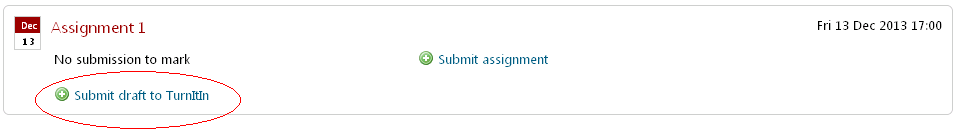 Dec
13
Assignment 1
Fri 13 Dec 2013 17:00
No submission to mark
Submit assignment
Submit draft to TurnItIn